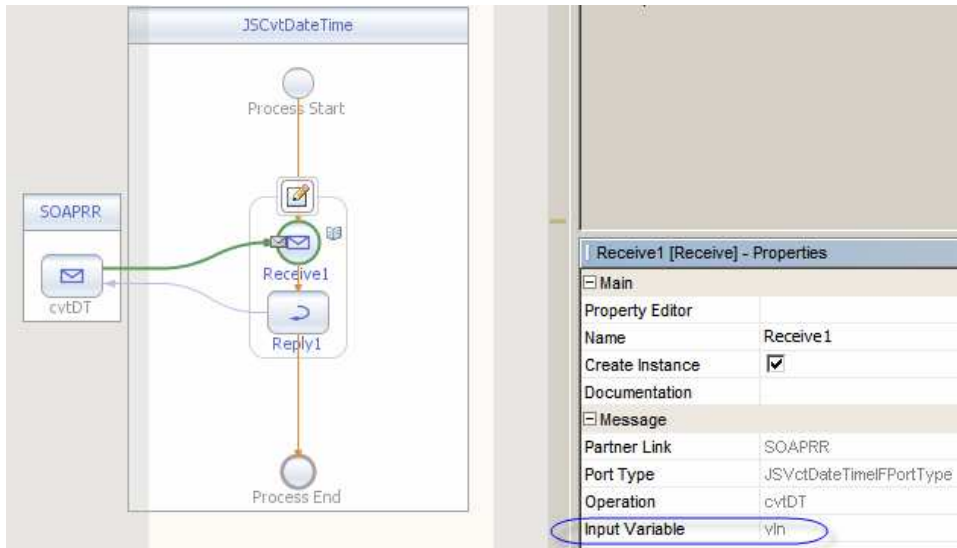 JSCvtDateTime
Process Start
SOAPRR
cvtDT
Receive1
Reply1
Process End
Receive1 [Receive] - Properties
Main
Property Editor
Name Receive1
Create Instance
Documentation
Message
Partner Link SOAPRR
Port Type JSVctDateTimeIFPortType
Operation cvtDT
Input Variable vIn